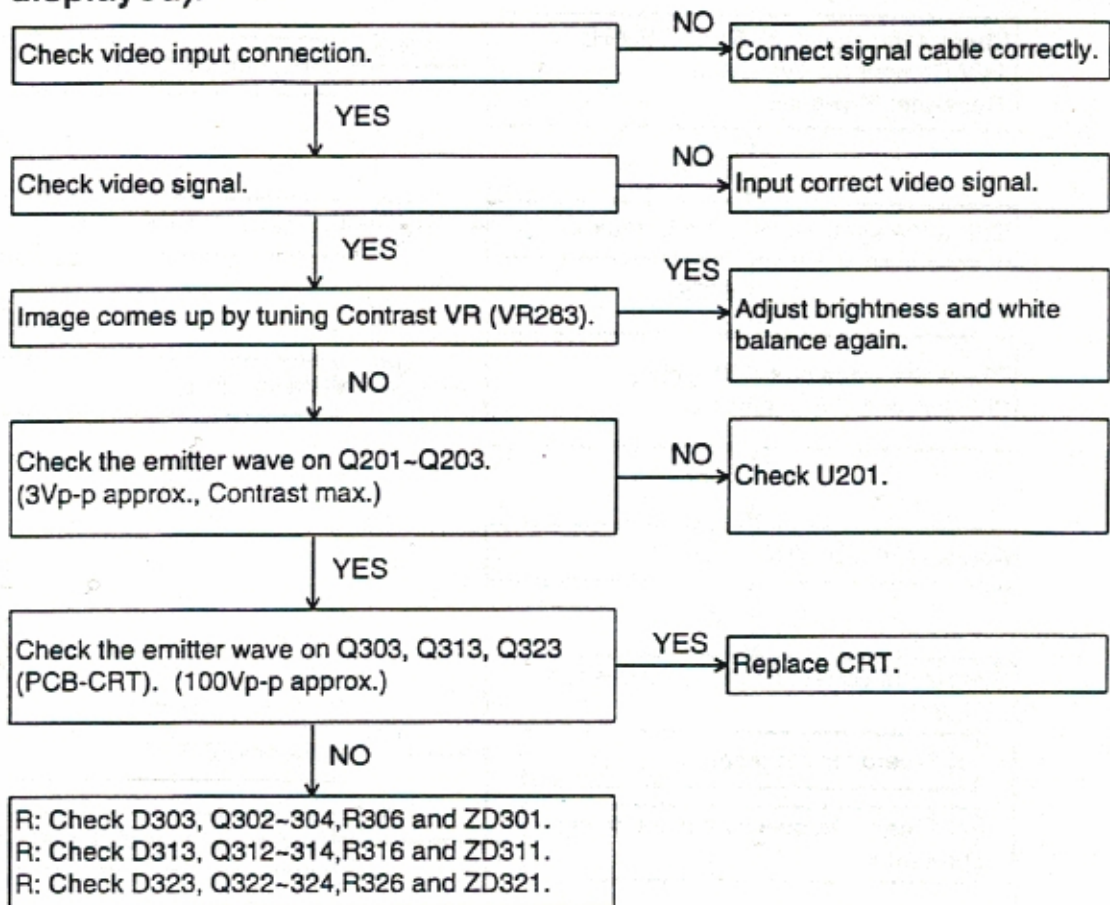 displayed).
Check video input connection.
NO
Connect signal cable correctly.
YES
Check video signal.
NO
Input correct video signal.
YES
Image comes up by tuning Contrast VR (VR283).
YES
Adjust brightness and white
balance again.
NO
Check the emitter wave on Q201~Q203.
(3Vp-p approx., Contrast max.)
NO
Check U201.
YES
Check the emitter wave on Q303, Q313, Q323
(PCB-CRT). (100Vp-p approx.)
YES
Replace CRT.
NO
R: Check D303, Q302~304,R306 and ZD301.
R: Check D313, Q312~314,R316 and ZD311.
R: Check D323, Q322~324,R326 and ZD321.